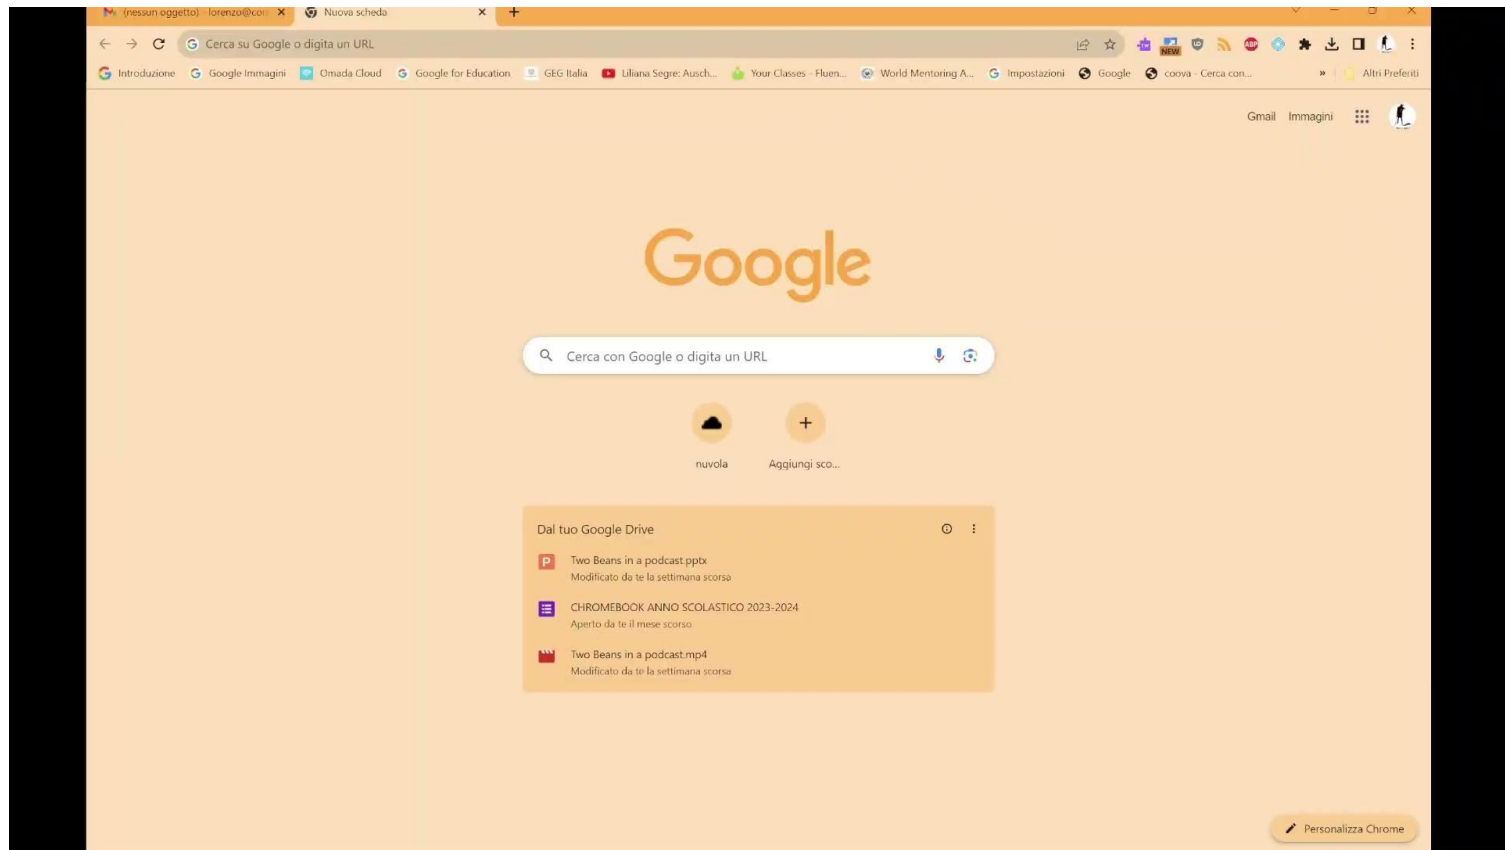 (nessun oggetto) - lorenzo@cor
Nuova scheda
Cerca su Google o digita un URL
NEW
ABP
Introduzione
Google Immagini
Omada Cloud
Google for Education
GEG Italia
Liliana Segre: Ausch...
Your Classes - Fluen...
World Mentoring A...
Impostazioni
Google
coova - Cerca con...
»
Altri Preferiti
Gmail
Immagini
Google
Cerca con Google o digita un URL
nuvola
Aggiungi sco...
Dal tuo Google Drive
P
Two Beans in a podcast.pptx
Modificato da te la settimana scorsa
CHROMEBOOK ANNO SCOLASTICO 2023-2024
Aperto da te il mese scorso
Two Beans in a podcast.mp4
Modificato da te la settimana scorsa
Personalizza Chrome